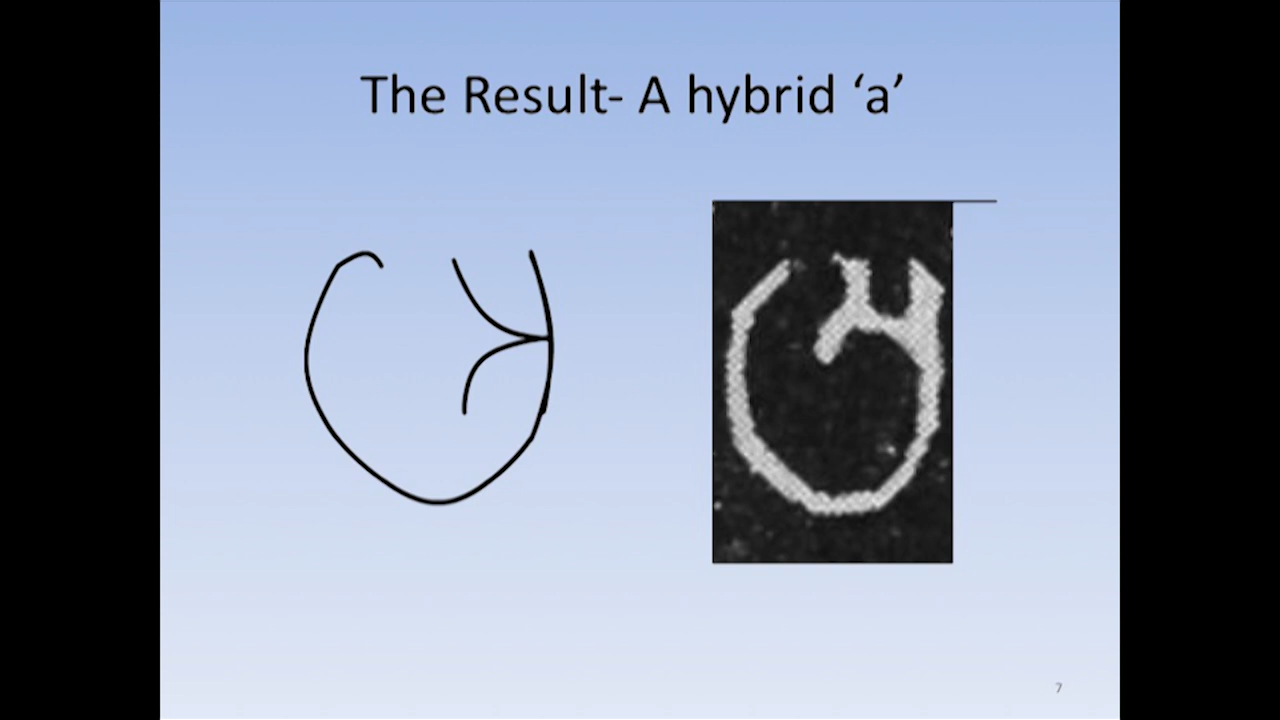 The Result- A hybrid ‘a’
7